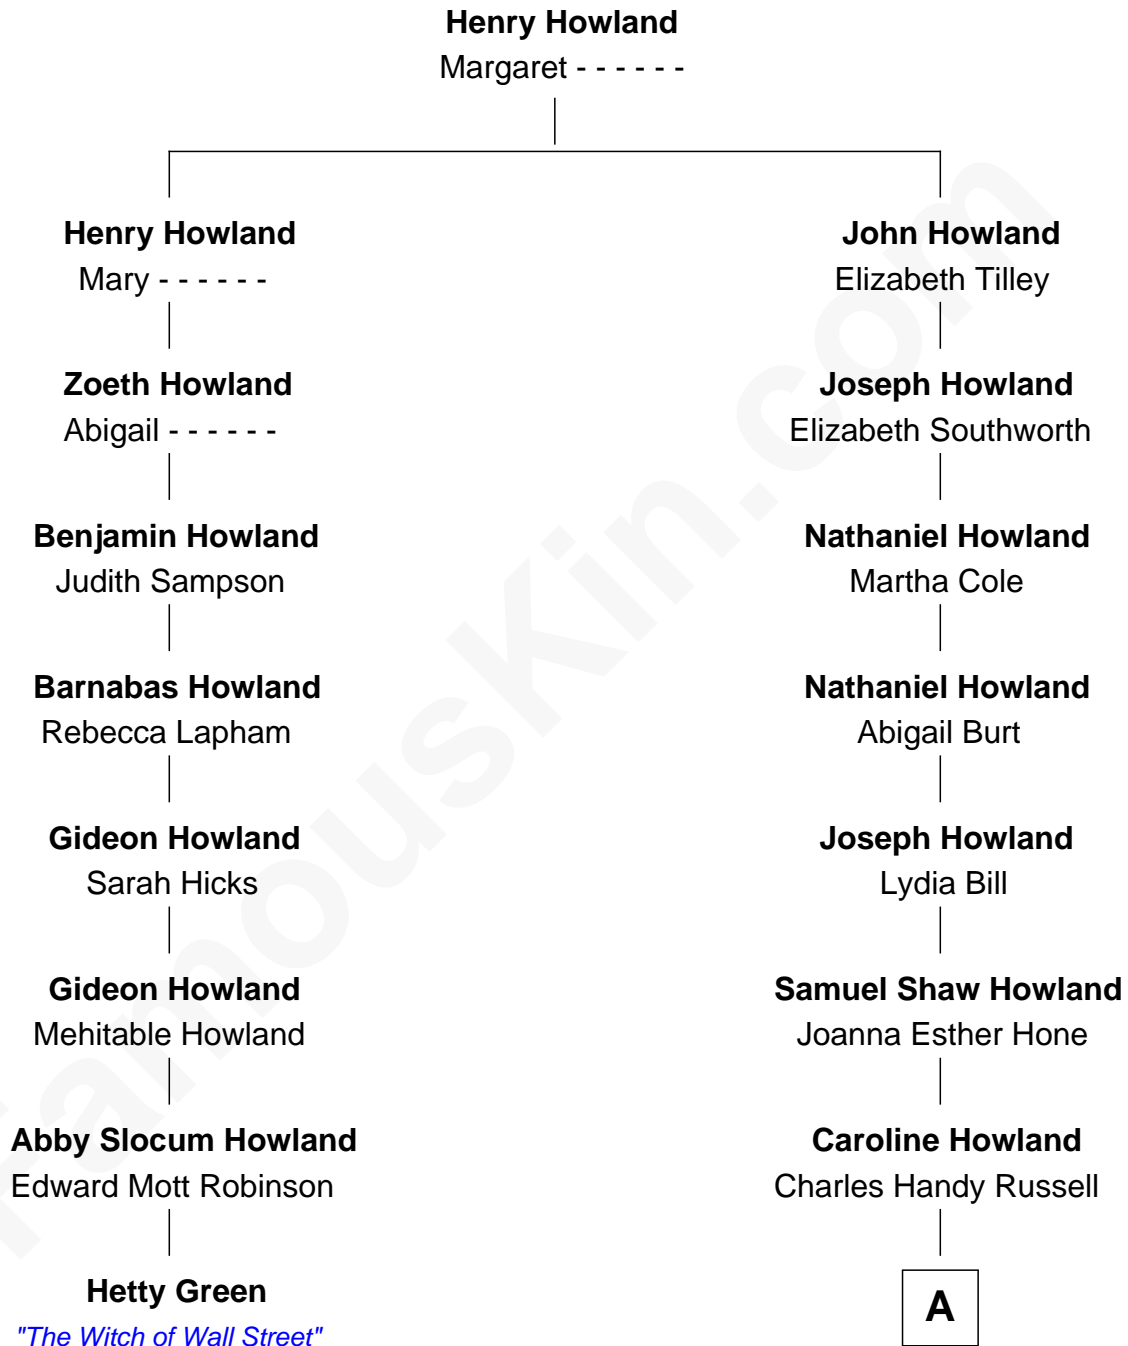 Henry Howland
Margaret - - - - - -
Henry Howland
Mary - - - - - -
John Howland
Elizabeth Tilley
Zoeth Howland
Abigail - - - - - -
Joseph Howland
Elizabeth Southworth
Benjamin Howland
Judith Sampson
Nathaniel Howland
Martha Cole
Barnabas Howland
Rebecca Lapham
Nathaniel Howland
Abigail Burt
Gideon Howland
Sarah Hicks
Joseph Howland
Lydia Bill
Gideon Howland
Mehitable Howland
Samuel Shaw Howland
Joanna Esther Hone
Abby Slocum Howland
Edward Mott Robinson
Caroline Howland
Charles Handy Russell
Hetty Green
"The Witch of Wall Street"
A
FamousKin.com